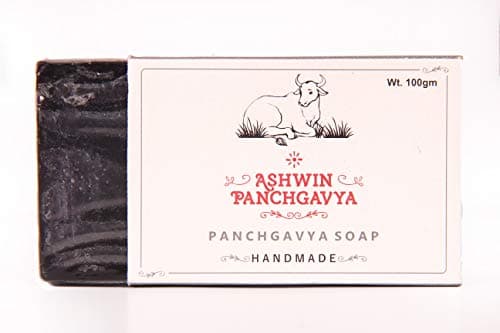 Wt. 100gm
ASHWIN
PANCHGAVYA
PANCHGAVYA SOAP
HANDMADE